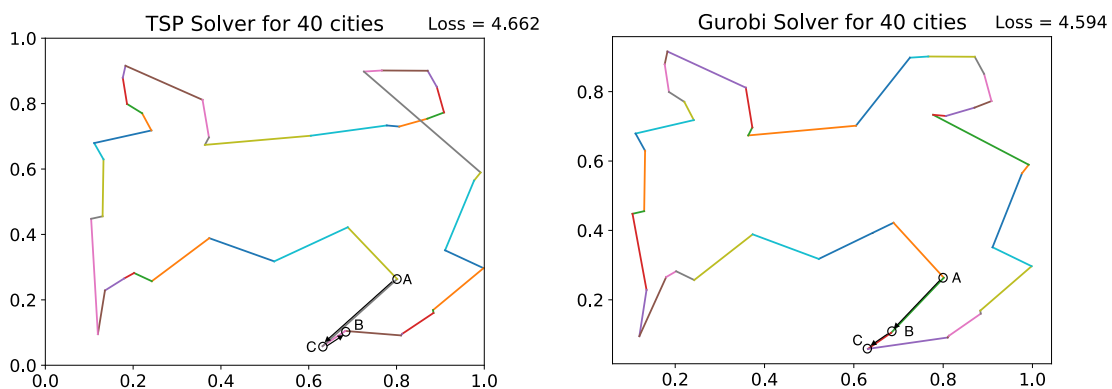 TSP Solver for 40 cities Loss = 4.662
1.0
0.8
0.6
0.4
0.2
0.0
A
B
C
0.0 0.2 0.4 0.6 0.8 1.0
Gurobi Solver for 40 cities Loss = 4.594
0.8
0.6
0.4
0.2
A
B
C
0.2 0.4 0.6 0.8 1.0